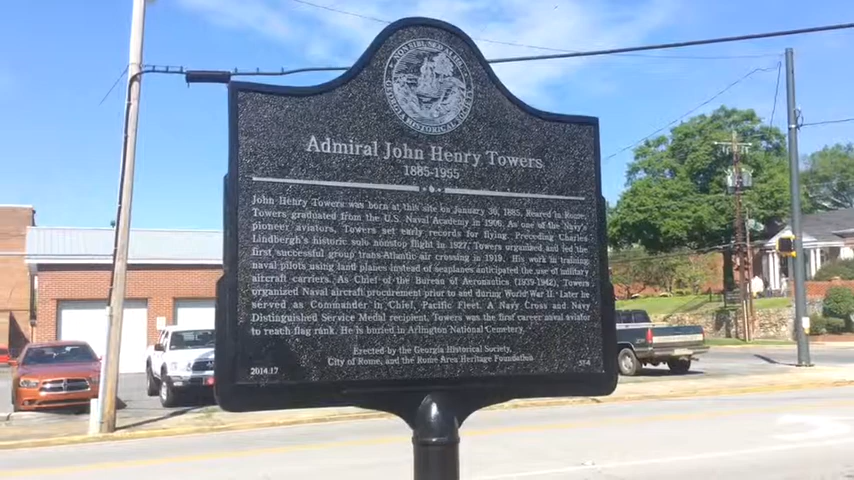 NON SIBI, SED ALIIS
GEORGIA HISTORICAL SOCIETY
Admiral John Henry Towers
1885-1955
John Henry Towers was born at this site on January 30, 1885. Reared in Rome,
Towers graduated from the U.S. Naval Academy in 1906. As one of the Navy's
pioneer aviators, Towers set early records for flying. Preceding Charles
Lindbergh's historic solo nonstop flight in 1927, Towers organized and led the
first successful group trans-Atlantic air crossing in 1919. His work in training
naval pilots using land planes instead of seaplanes anticipated the use of military
aircraft carriers. As Chief of the Bureau of Aeronautics (1939-1942), Towers
organized Naval aircraft procurement prior to and during World War II. Later he
served as Commander in Chief, Pacific Fleet. A Navy Cross and Navy
Distinguished Service Medal recipient, Towers was the first career naval aviator
to reach flag rank. He is buried in Arlington National Cemetery.
Erected by the Georgia Historical Society,
City of Rome, and the Rome Area Heritage Foundation
2014.17
57-4